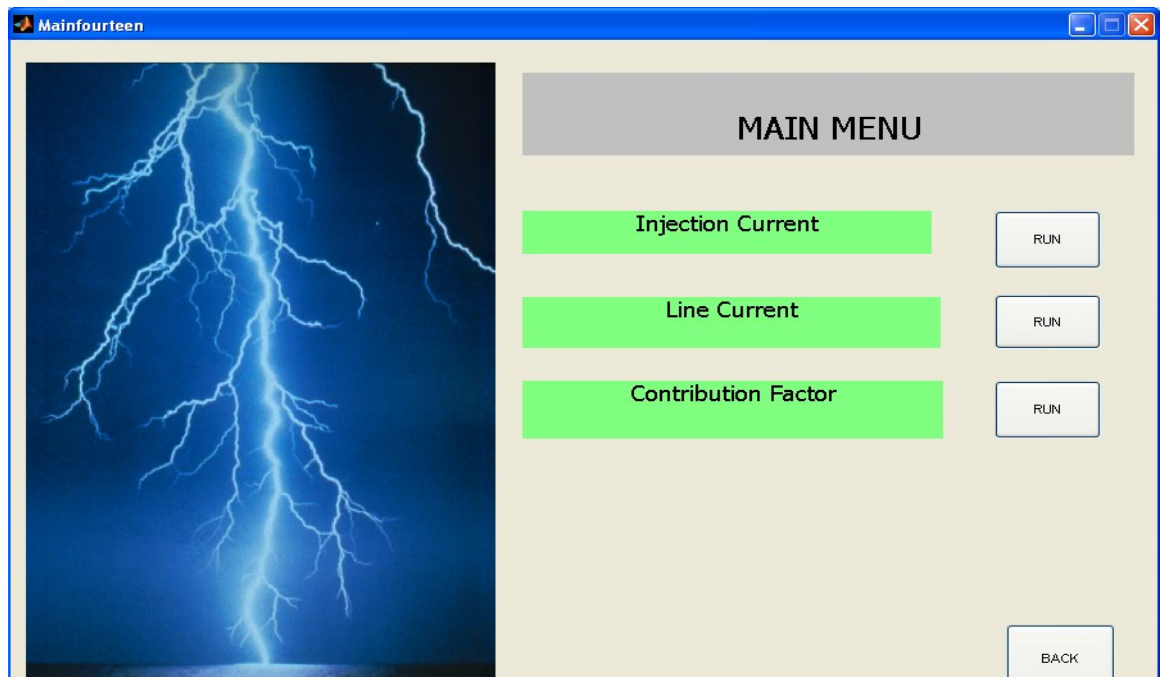 Mainfourteen
MAIN MENU
Injection Current
RUN
Line Current
RUN
Contribution Factor
RUN
BACK